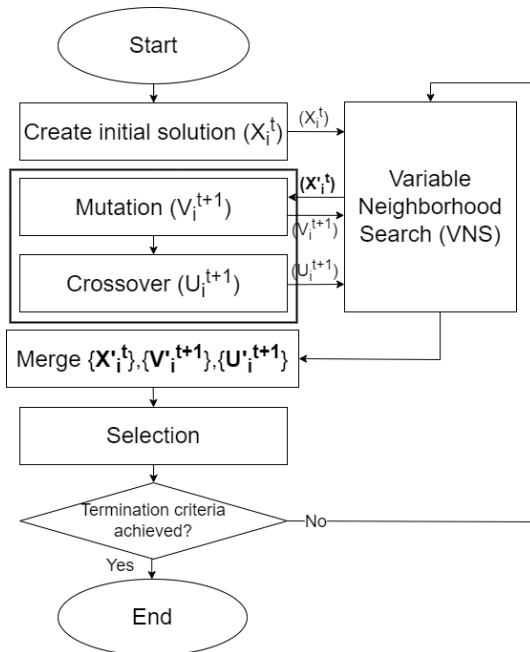 Start
Create initial solution (X_i^t)
(X_i^t)
(X'_i^t)
Mutation (V_i^{t+1})
(V_i^{t+1})
Variable
Neighborhood
Search (VNS)
Crossover (U_i^{t+1})
(U_i^{t+1})
Merge {X'_i^t},{V'_i^{t+1}},{U'_i^{t+1}}
Selection
Termination criteria
achieved?
No
Yes
End